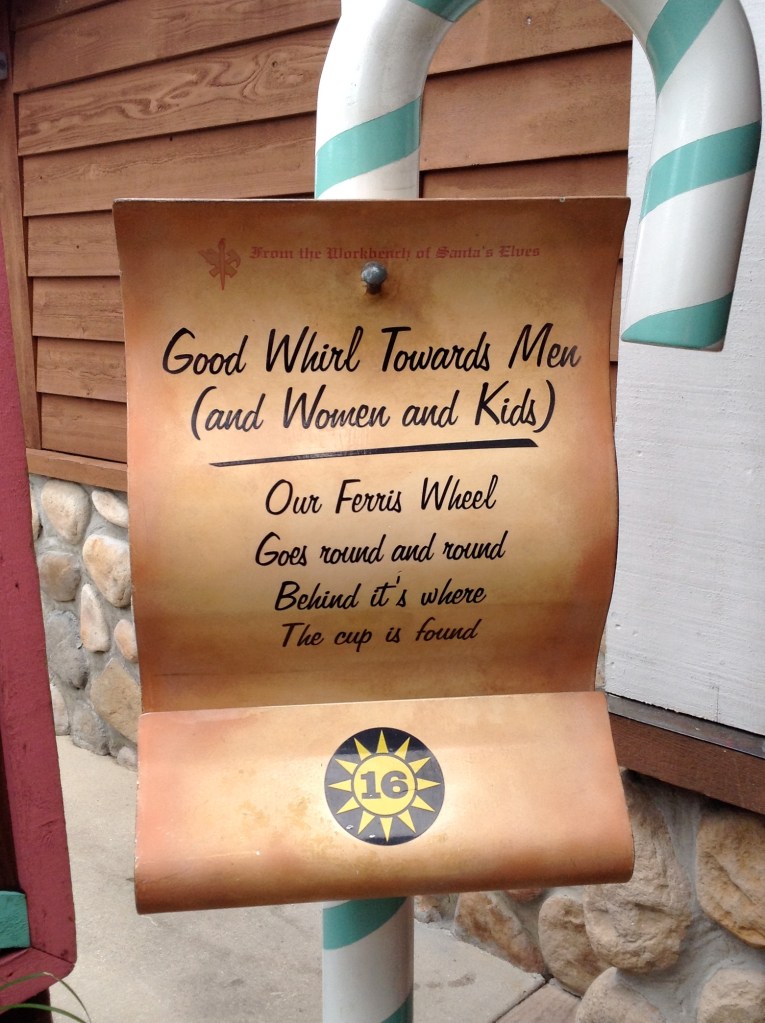 From the Workbench of Santa's Elves
Good Whirl Towards Men
(and Women and Kids)
Our Ferris Wheel
Goes round and round
Behind it's where
The cup is found
16